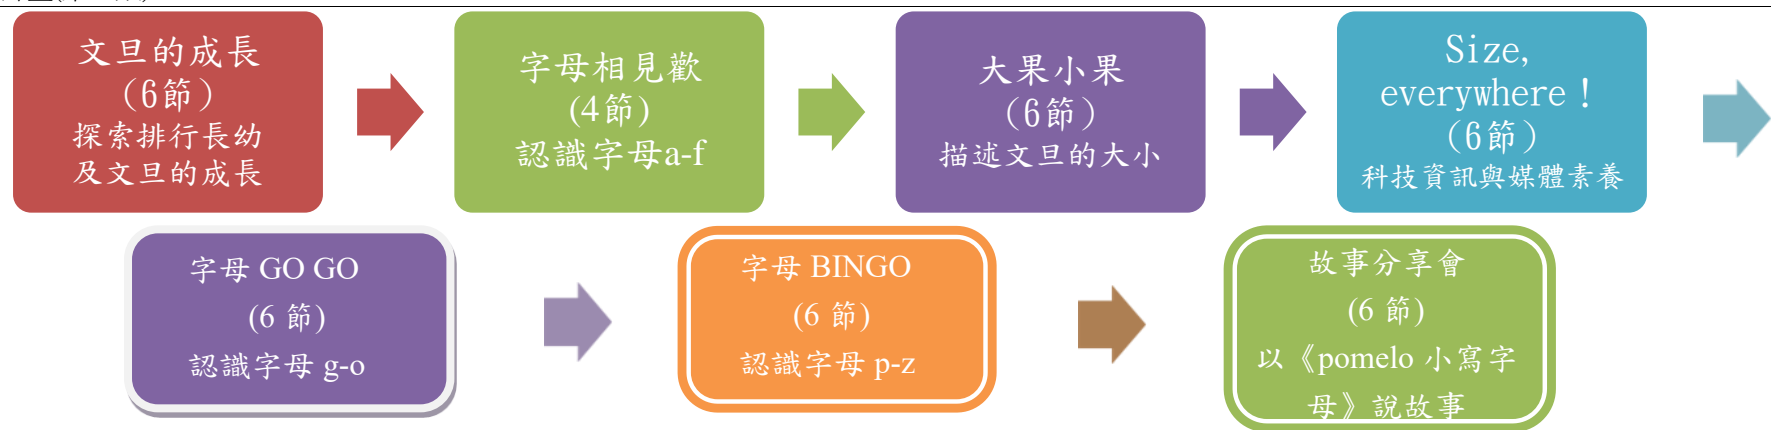 文旦的成長
（6節）
探索排行長幼
及文旦的成長
字母相見歡
(4節)
認識字母a-f
大果小果
（6節）
描述文旦的大小
Size,
everywhere！
（6節）
科技資訊與媒體素養
字母 GO GO
(6 節)
認識字母 g-o
字母 BINGO
(6 節)
認識字母 p-z
故事分享會
(6 節)
以《pomelo 小寫字
母》說故事